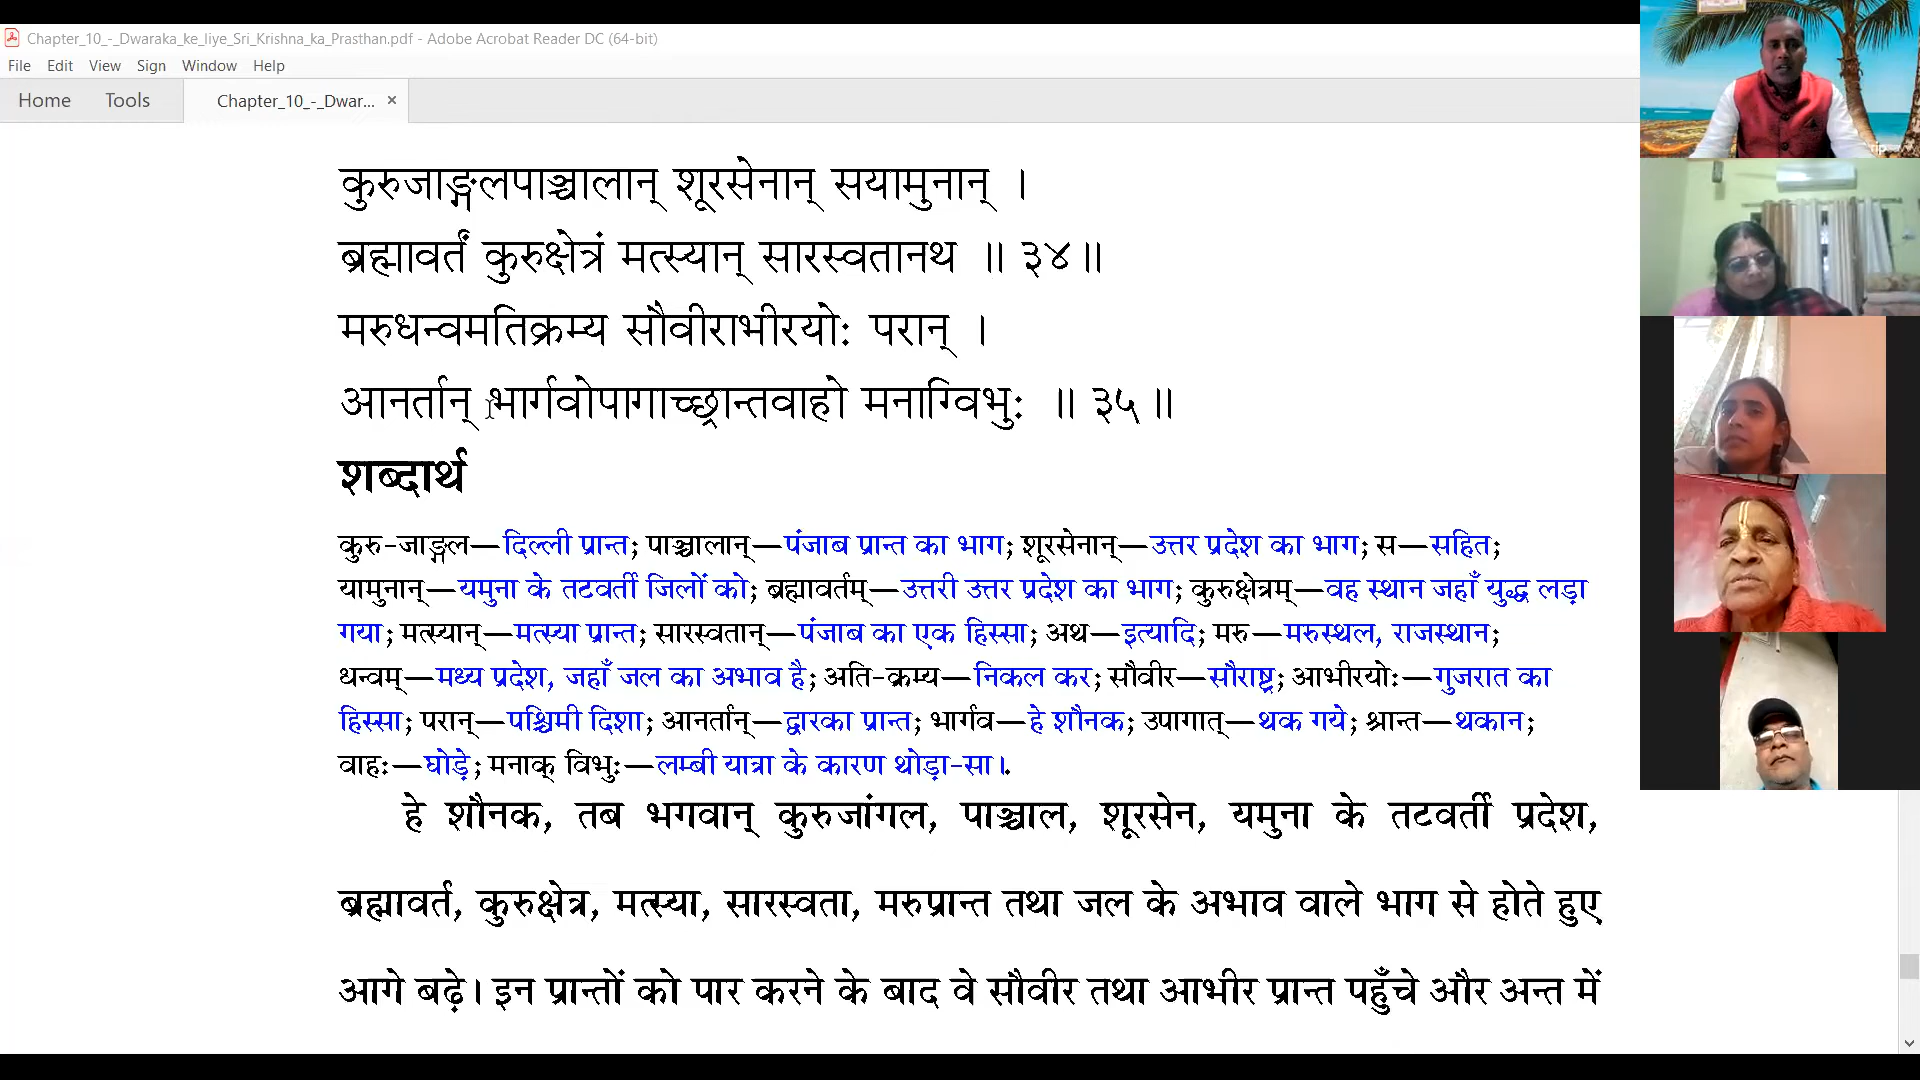 Chapter_10_-_Dwaraka_ke_liye_Sri_Krishna_ka_Prasthan.pdf - Adobe Acrobat Reader DC (64-bit)
File Edit View Sign Window Help
Home Tools Chapter_10_-_Dwar... ×
कुरुजाङ्गलपाञ्चालान् शूरसेनान् सयामुनान् ।
ब्रह्मावर्तं कुरुक्षेत्रं मत्स्यान् सारस्वतानथ ॥ ३४॥
मरुधन्वमतिक्रम्य सौवीराभीरयोः परान् ।
आनर्तान् भार्गवोपागाच्छ्रान्तवाहो मनाग्विभुः ॥ ३५॥
शब्दार्थ
कुरु-जाङ्गल—दिल्ली प्रान्त; पाञ्चालान्—पंजाब प्रान्त का भाग; शूरसेनान्—उत्तर प्रदेश का भाग; स—सहित;
यामुनान्—यमुना के तटवर्ती जिलों को; ब्रह्मावर्तम्—उत्तरी उत्तर प्रदेश का भाग; कुरुक्षेत्रम्—वह स्थान जहाँ युद्ध लड़ा
गया; मत्स्यान्—मत्स्या प्रान्त; सारस्वतान्—पंजाब का एक हिस्सा; अथ—इत्यादि; मरु—मरुस्थल, राजस्थान;
धन्वम्—मध्य प्रदेश, जहाँ जल का अभाव है; अति-क्रम्य—निकल कर; सौवीर—सौराष्ट्र; आभीरयोः—गुजरात का
हिस्सा; परान्—पश्चिमी दिशा; आनर्तान्—द्वारका प्रान्त; भार्गव—हे शौनक; उपागात्—थक गये; श्रान्त—थकान;
वाहः—घोड़े; मनाक् विभुः—लम्बी यात्रा के कारण थोड़ा-सा।.
हे शौनक, तब भगवान् कुरुजांगल, पाञ्चाल, शूरसेन, यमुना के तटवर्ती प्रदेश,
ब्रह्मावर्त, कुरुक्षेत्र, मत्स्या, सारस्वता, मरुप्रान्त तथा जल के अभाव वाले भाग से होते हुए
आगे बढ़े। इन प्रान्तों को पार करने के बाद वे सौवीर तथा आभीर प्रान्त पहुँचे और अन्त में